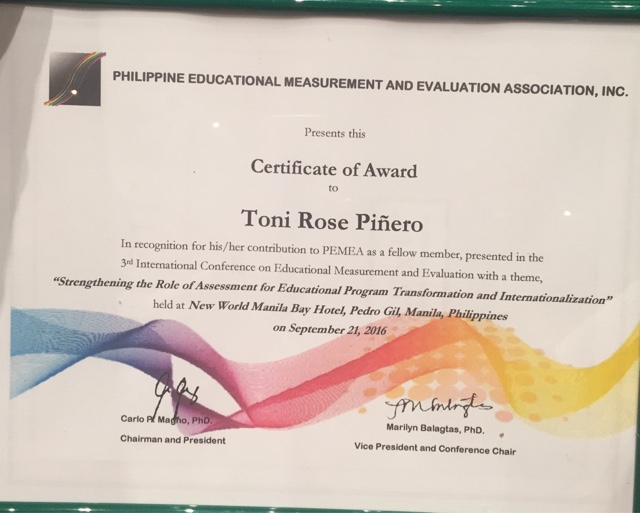 PHILIPPINE EDUCATIONAL MEASUREMENT AND EVALUATION ASSOCIATION, INC.
Presents this
Certificate of Award
to
Toni Rose Piñero
In recognition for his/her contribution to PEMEA as a fellow member, presented in the
3rd International Conference on Educational Measurement and Evaluation with a theme,
“Strengthening the Role of Assessment for Educational Program Transformation and Internationalization”
held at New World Manila Bay Hotel, Pedro Gil, Manila, Philippines
on September 21, 2016
Carlo P. Magno, PhD.
Chairman and President
Marilyn Balagtas, PhD.
Vice President and Conference Chair